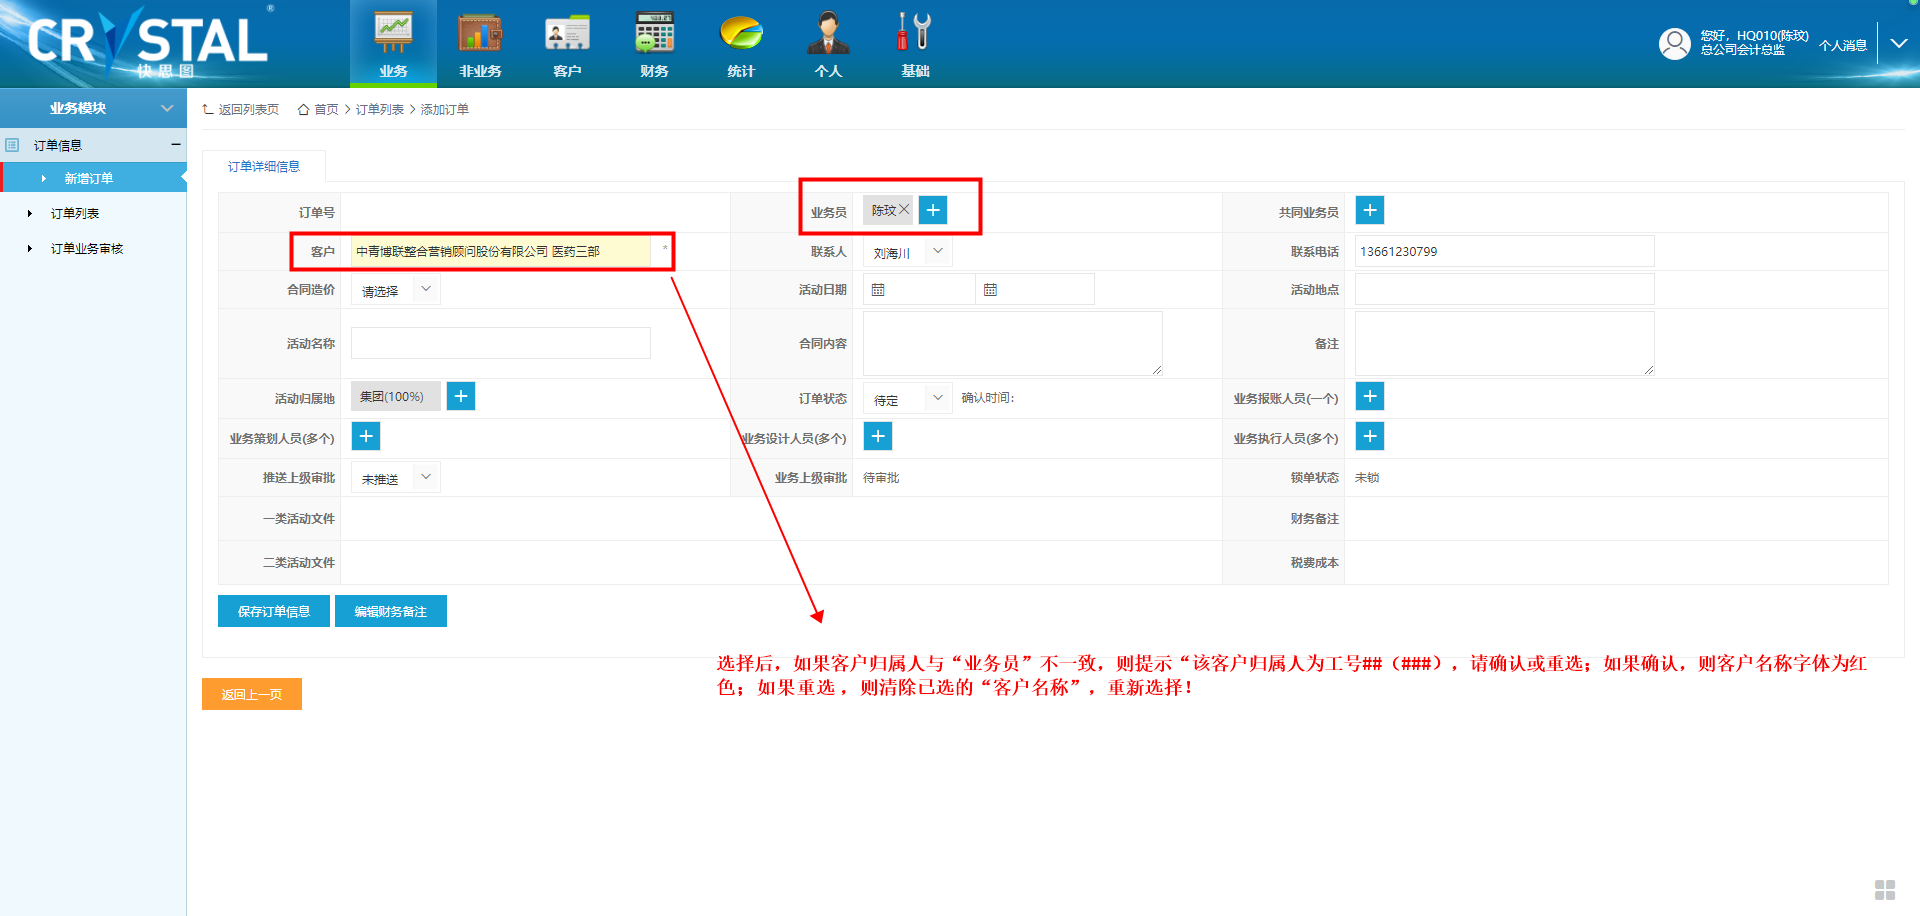 CRYSTAL®
快思图
业务
非业务
客户
财务
统计
个人
基础
您好，HQ010(陈玟)
总公司会计总监
个人消息
业务模块
订单信息
新增订单
订单列表
订单业务审核
返回列表页 首页 > 订单列表 > 添加订单
订单详细信息
订单号 业务员 陈玟 共同业务员
客户 中青博联整合营销顾问股份有限公司 医药三部 * 联系人 刘海川 联系电话 13661230799
合同造价 请选择 活动日期 活动地点
活动名称 合同内容 备注
活动归属地 集团(100%) 订单状态 待定 确认时间: 业务报账人员(一个)
业务策划人员(多个) 业务设计人员(多个) 业务执行人员(多个)
推送上级审批 未推送 业务上级审批 待审批 锁单状态 未锁
一类活动文件 财务备注
二类活动文件 税费成本
保存订单信息 编辑财务备注
选择后，如果客户归属人与“业务员”不一致，则提示“该客户归属人为工号##（###），请确认或重选；如果确认，则客户名称字体为红
色；如果重选 ，则清除已选的“客户名称”，重新选择！
返回上一页